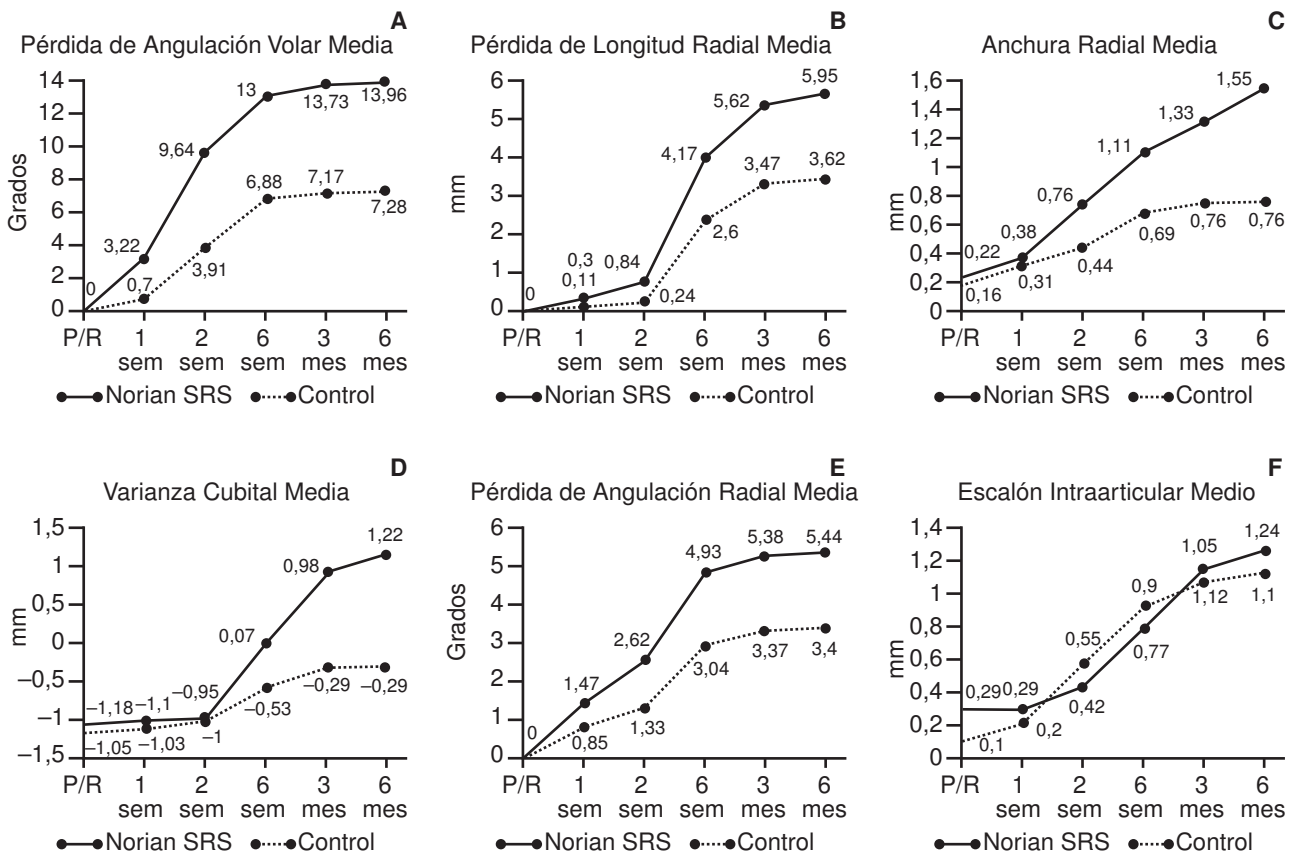 A
Pérdida de Angulación Volar Media
Grados
14
12
10
8
6
4
2
0
0
3,22
9,64
13
13,73
13,96
0,7
3,91
6,88
7,17
7,28
P/R
1 sem
2 sem
6 sem
3 mes
6 mes
Norian SRS
Control
B
Pérdida de Longitud Radial Media
mm
6
5
4
3
2
1
0
0
0,3
0,11
0,84
0,24
4,17
2,6
5,62
3,47
5,95
3,62
P/R
1 sem
2 sem
6 sem
3 mes
6 mes
Norian SRS
Control
C
Anchura Radial Media
mm
1,6
1,4
1,2
1
0,8
0,6
0,4
0,2
0
0,22
0,16
0,38
0,31
0,76
0,44
1,11
0,69
1,33
0,76
1,55
0,76
P/R
1 sem
2 sem
6 sem
3 mes
6 mes
Norian SRS
Control
D
Varianza Cubital Media
mm
1,5
1
0,5
0
–0,5
–1
–1,5
–1,18
–1,1
–0,95
0,07
0,98
1,22
–1,05
–1,03
–1
–0,53
–0,29
–0,29
P/R
1 sem
2 sem
6 sem
3 mes
6 mes
Norian SRS
Control
E
Pérdida de Angulación Radial Media
Grados
6
5
4
3
2
1
0
0
1,47
0,85
2,62
1,33
4,93
3,04
5,38
3,37
5,44
3,4
P/R
1 sem
2 sem
6 sem
3 mes
6 mes
Norian SRS
Control
F
Escalón Intraarticular Medio
mm
1,4
1,2
1
0,8
0,6
0,4
0,2
0
0,29
0,1
0,29
0,2
0,55
0,42
0,9
0,77
1,05
1,12
1,24
1,1
P/R
1 sem
2 sem
6 sem
3 mes
6 mes
Norian SRS
Control